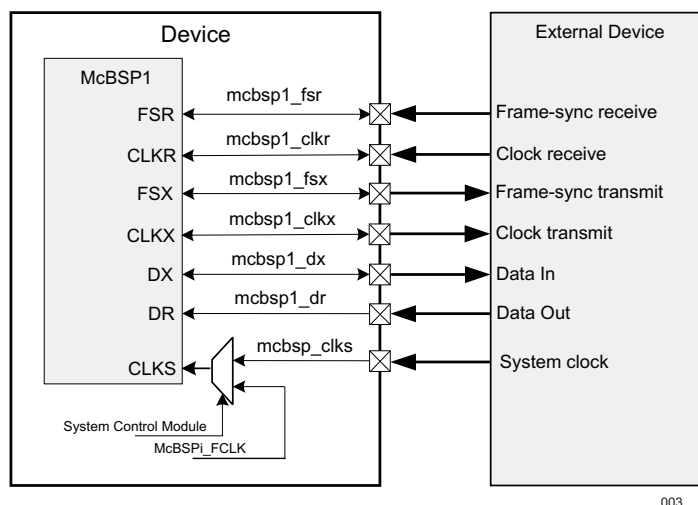 Device
External Device
McBSP1
FSR
mcbsp1_fsr
Frame-sync receive
CLKR
mcbsp1_clkr
Clock receive
FSX
mcbsp1_fsx
Frame-sync transmit
CLKX
mcbsp1_clkx
Clock transmit
DX
mcbsp1_dx
Data In
DR
mcbsp1_dr
Data Out
CLKS
mcbsp_clks
System clock
System Control Module
McBSPi_FCLK
003